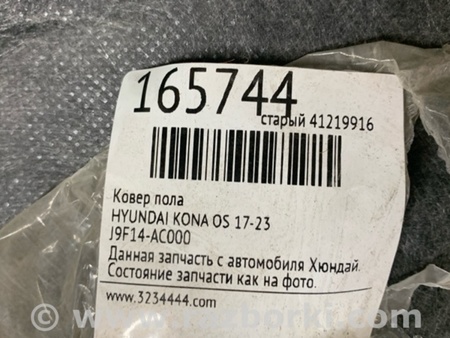 165744
старый 41219916
Ковер пола
HYUNDAI KONA OS 17-23
J9F14-AC000
Данная запчасть с автомобиля Хюндай.
Состояние запчасти как на фото.
www.3234444.com